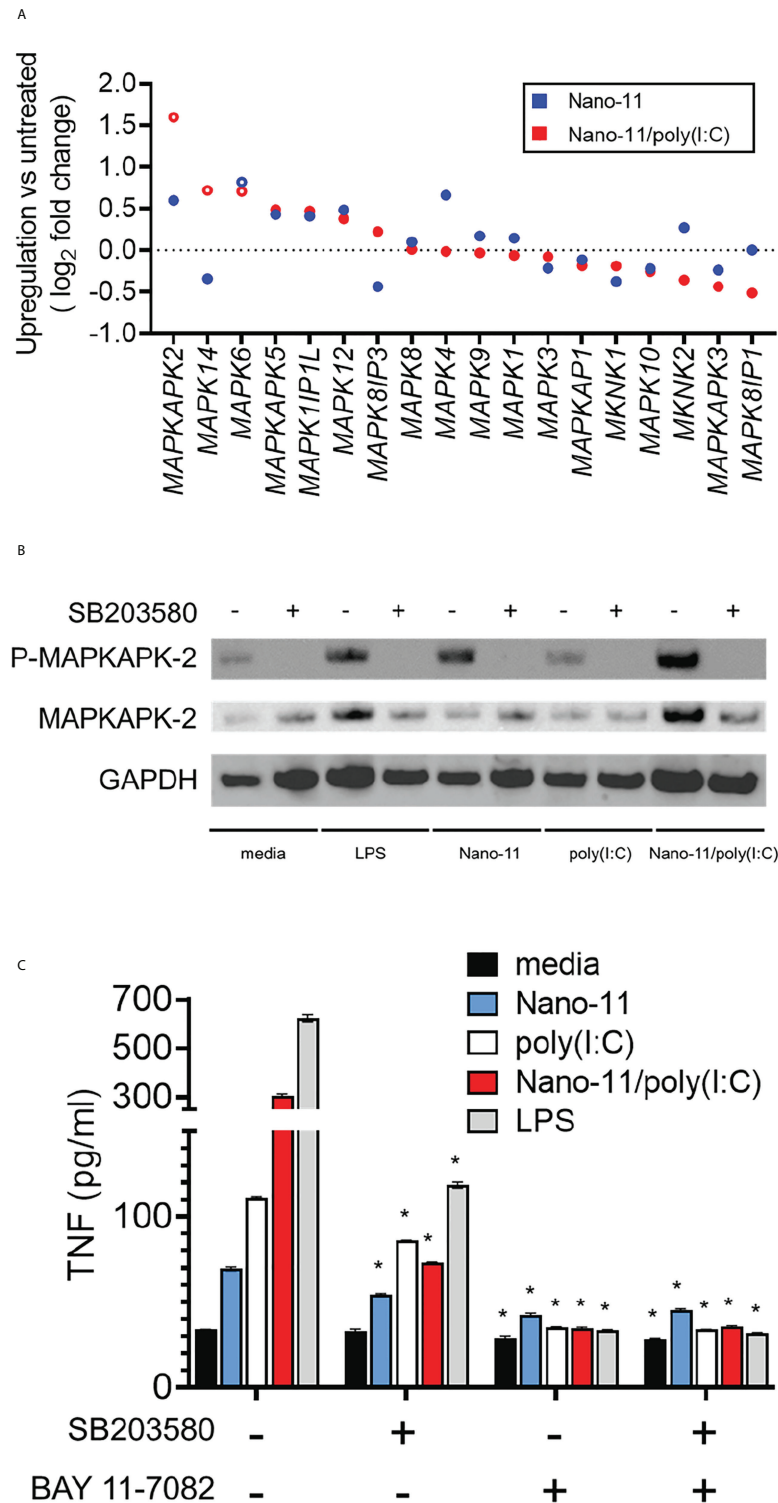 A
Upregulation vs untreated
( log2 fold change)
2.0
1.5
1.0
0.5
0.0
-0.5
-1.0
Nano-11
Nano-11/poly(I:C)
MAPKAPK2
MAPK14
MAPK6
MAPKAPK5
MAPK1IP1L
MAPK12
MAPK8IP3
MAPK8
MAPK4
MAPK9
MAPK1
MAPK3
MAPKAP1
MKNK1
MAPK10
MKNK2
MAPKAPK3
MAPK8IP1
B
SB203580 - + - + - + - + - +
P-MAPKAPK-2
MAPKAPK-2
GAPDH
media LPS Nano-11 poly(I:C) Nano-11/poly(I:C)
C
media
Nano-11
poly(I:C)
Nano-11/poly(I:C)
LPS
TNF (pg/ml)
700
500
300
100
0
* * * *
* * * * *
* * * * *
SB203580 - + - +
BAY 11-7082 - - + +